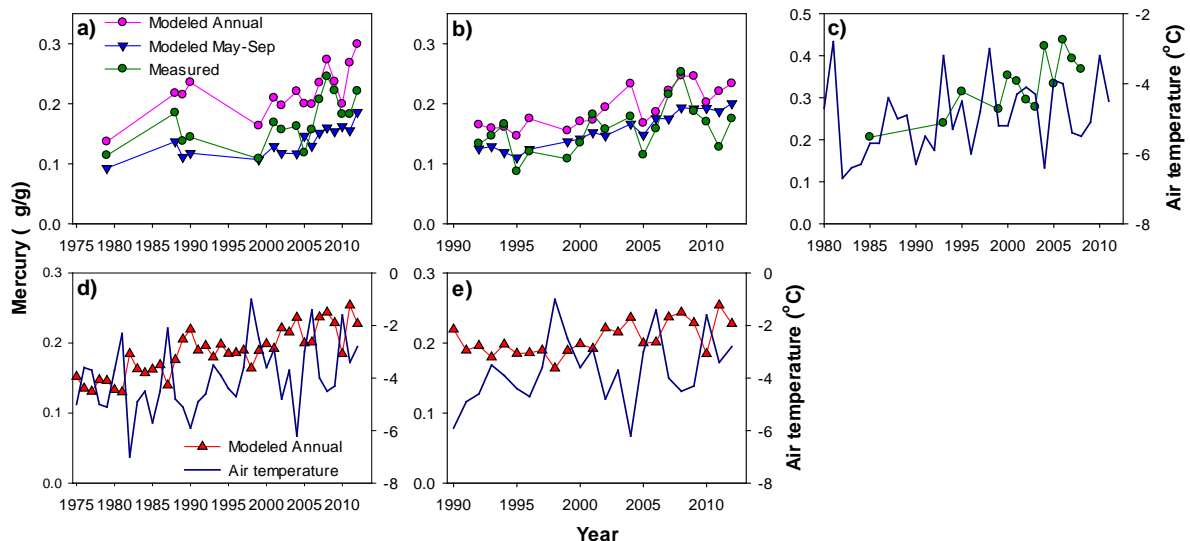 a)
Modeled Annual
Modeled May-Sep
Measured
0.3
0.2
0.1
0.0
1975 1980 1985 1990 1995 2000 2005 2010
b)
0.3
0.2
0.1
0.0
1990 1995 2000 2005 2010
c)
0.5
0.4
0.3
0.2
0.1
0.0
1980 1985 1990 1995 2000 2005 2010
-2
-4
-6
-8
Air temperature (°C)
Mercury ( g/g)
d)
0.3
0.2
0.1
0.0
Modeled Annual
Air temperature
1975 1980 1985 1990 1995 2000 2005 2010
0
-2
-4
-6
-8
e)
0.3
0.2
0.1
0.0
1990 1995 2000 2005 2010
0
-2
-4
-6
-8
Air temperature (°C)
Year